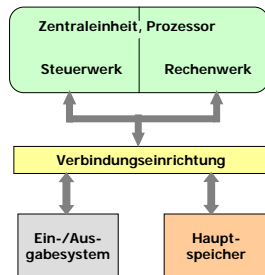 Zentraleinheit, Prozessor
Steuerwerk Rechenwerk
Verbindungseinrichtung
Ein-/Aus-
gabesystem
Haupt-
speicher